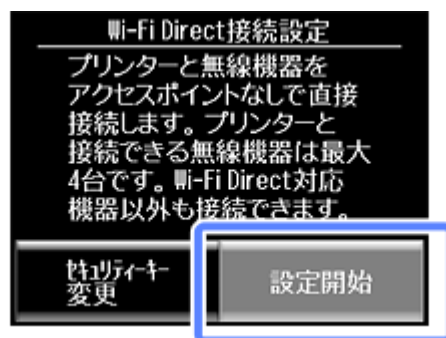 Wi-Fi Direct接続設定
プリンターと無線機器を
アクセスポイントなしで直接
接続します。プリンターと
接続できる無線機器は最大
4台です。Wi-Fi Direct対応
機器以外も接続できます。
ｾｷｭﾘﾃｨｰｷｰ
変更
設定開始